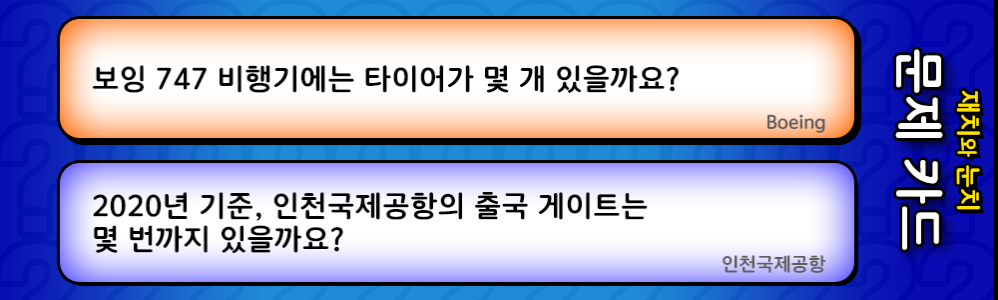 보잉 747 비행기에는 타이어가 몇 개 있을까요?
Boeing
2020년 기준, 인천국제공항의 출국 게이트는
몇 번까지 있을까요?
인천국제공항
재치와 눈치
문제 카드